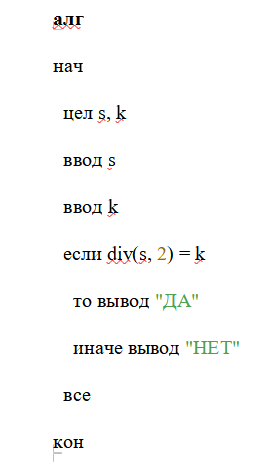 алг
нач
цел s, k
ввод s
ввод k
если div(s, 2) = k
то вывод "ДА"
иначе вывод "НЕТ"
все
кон